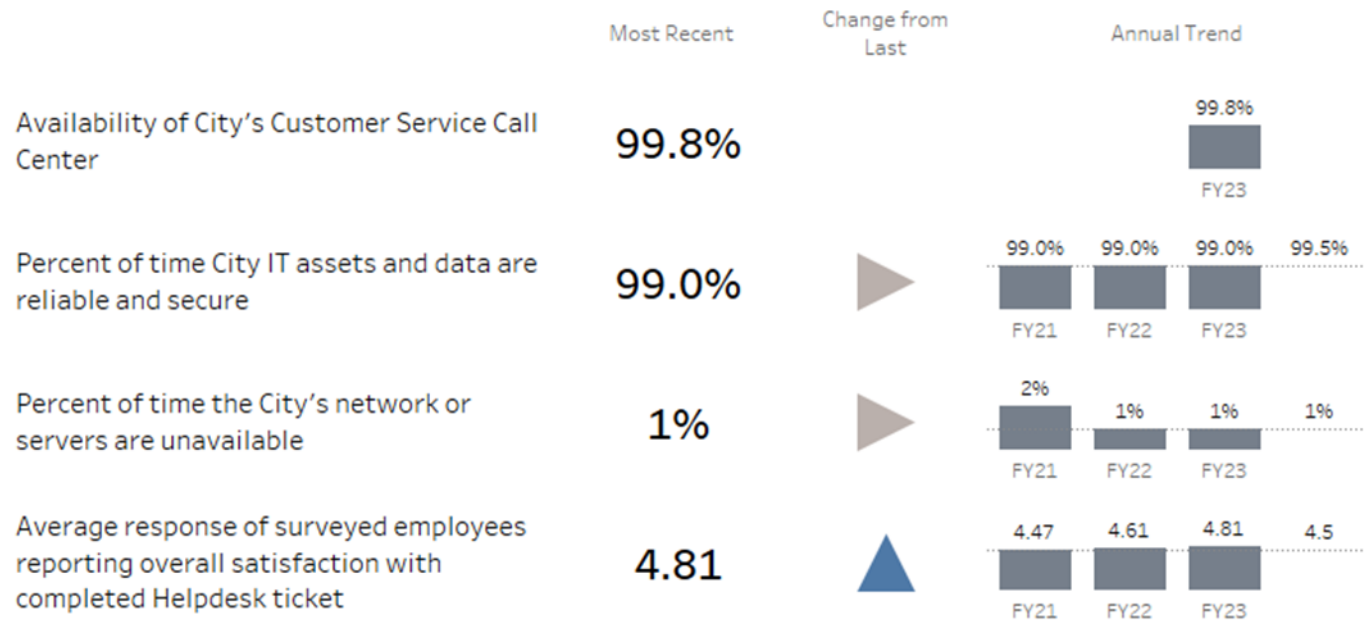 Most Recent
Change from
Last
Annual Trend
Availability of City's Customer Service Call
Center
99.8%
99.8%
FY23
Percent of time City IT assets and data are
reliable and secure
99.0%
99.0% 99.0% 99.0% 99.5%
FY21 FY22 FY23
Percent of time the City's network or
servers are unavailable
1%
2% 1% 1% 1%
FY21 FY22 FY23
Average response of surveyed employees
reporting overall satisfaction with
completed Helpdesk ticket
4.81
4.47 4.61 4.81 4.5
FY21 FY22 FY23